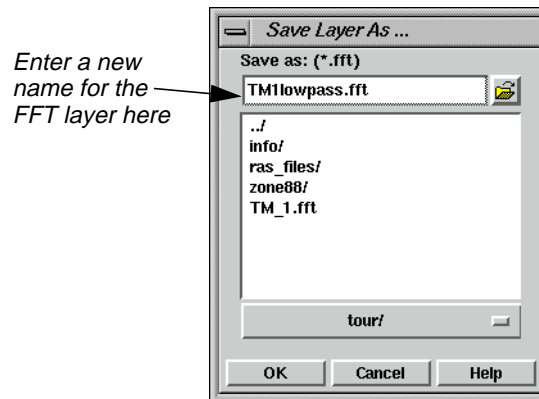 Save Layer As ...
Save as: (*.fft)
Enter a new
name for the
FFT layer here
TM1lowpass.fft
../
info/
ras_files/
zone88/
TM_1.fft
tour/
OK
Cancel
Help